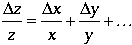 Δz/z = Δx/x + Δy/y + ...